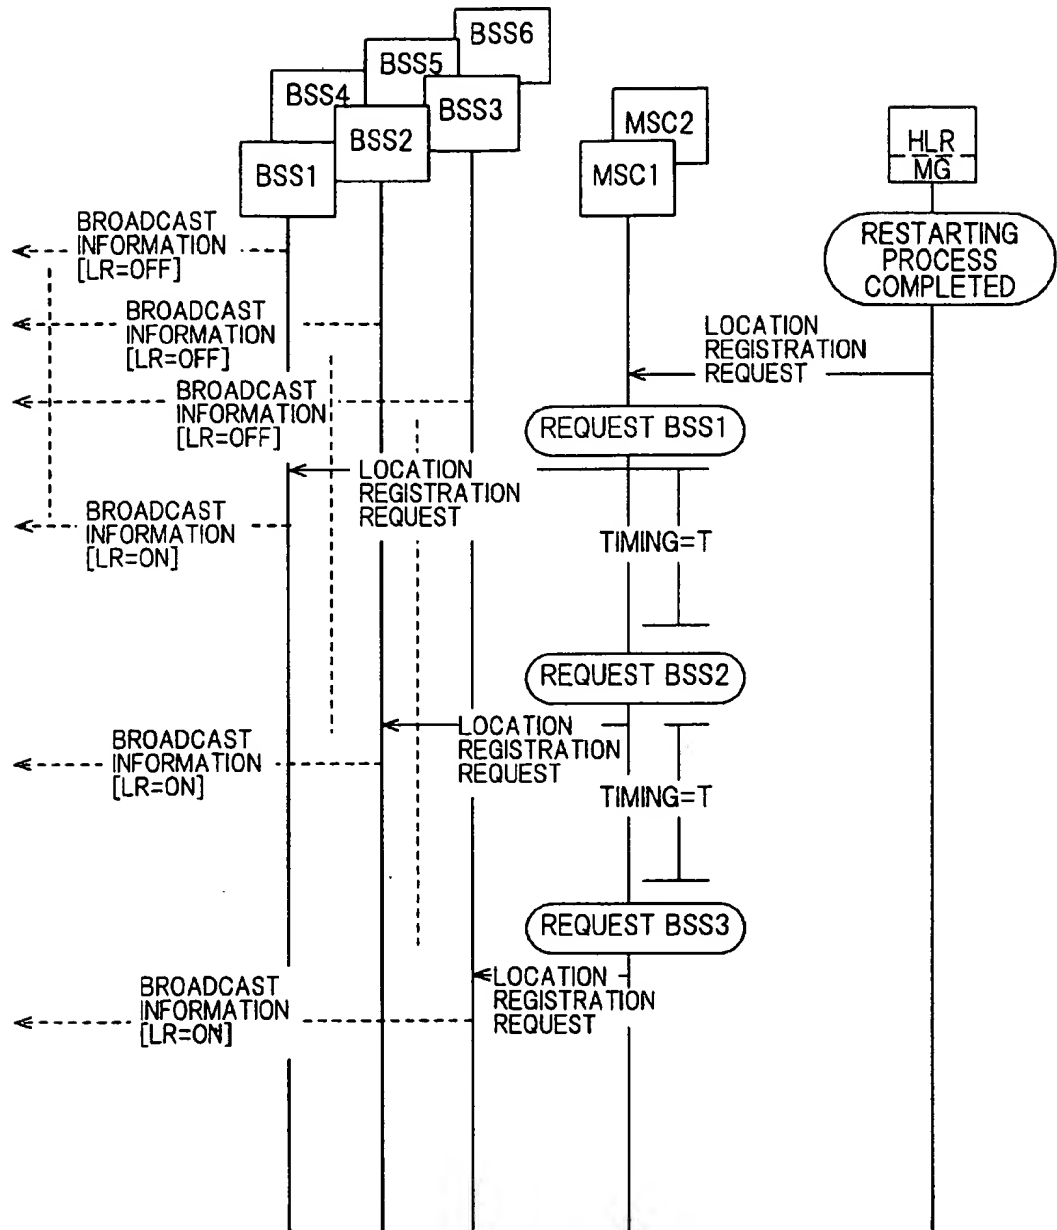 BSS6
BSS5
BSS4
BSS3
BSS2
BSS1
MSC2
MSC1
HLR
MG
BROADCAST
INFORMATION
[LR=OFF]
RESTARTING
PROCESS
COMPLETED
BROADCAST
INFORMATION
[LR=OFF]
LOCATION
REGISTRATION
REQUEST
BROADCAST
INFORMATION
[LR=OFF]
REQUEST BSS1
LOCATION
REGISTRATION
REQUEST
BROADCAST
INFORMATION
[LR=ON]
TIMING=T
REQUEST BSS2
LOCATION
REGISTRATION
REQUEST
BROADCAST
INFORMATION
[LR=ON]
TIMING=T
REQUEST BSS3
LOCATION
REGISTRATION
REQUEST
BROADCAST
INFORMATION
[LR=ON]